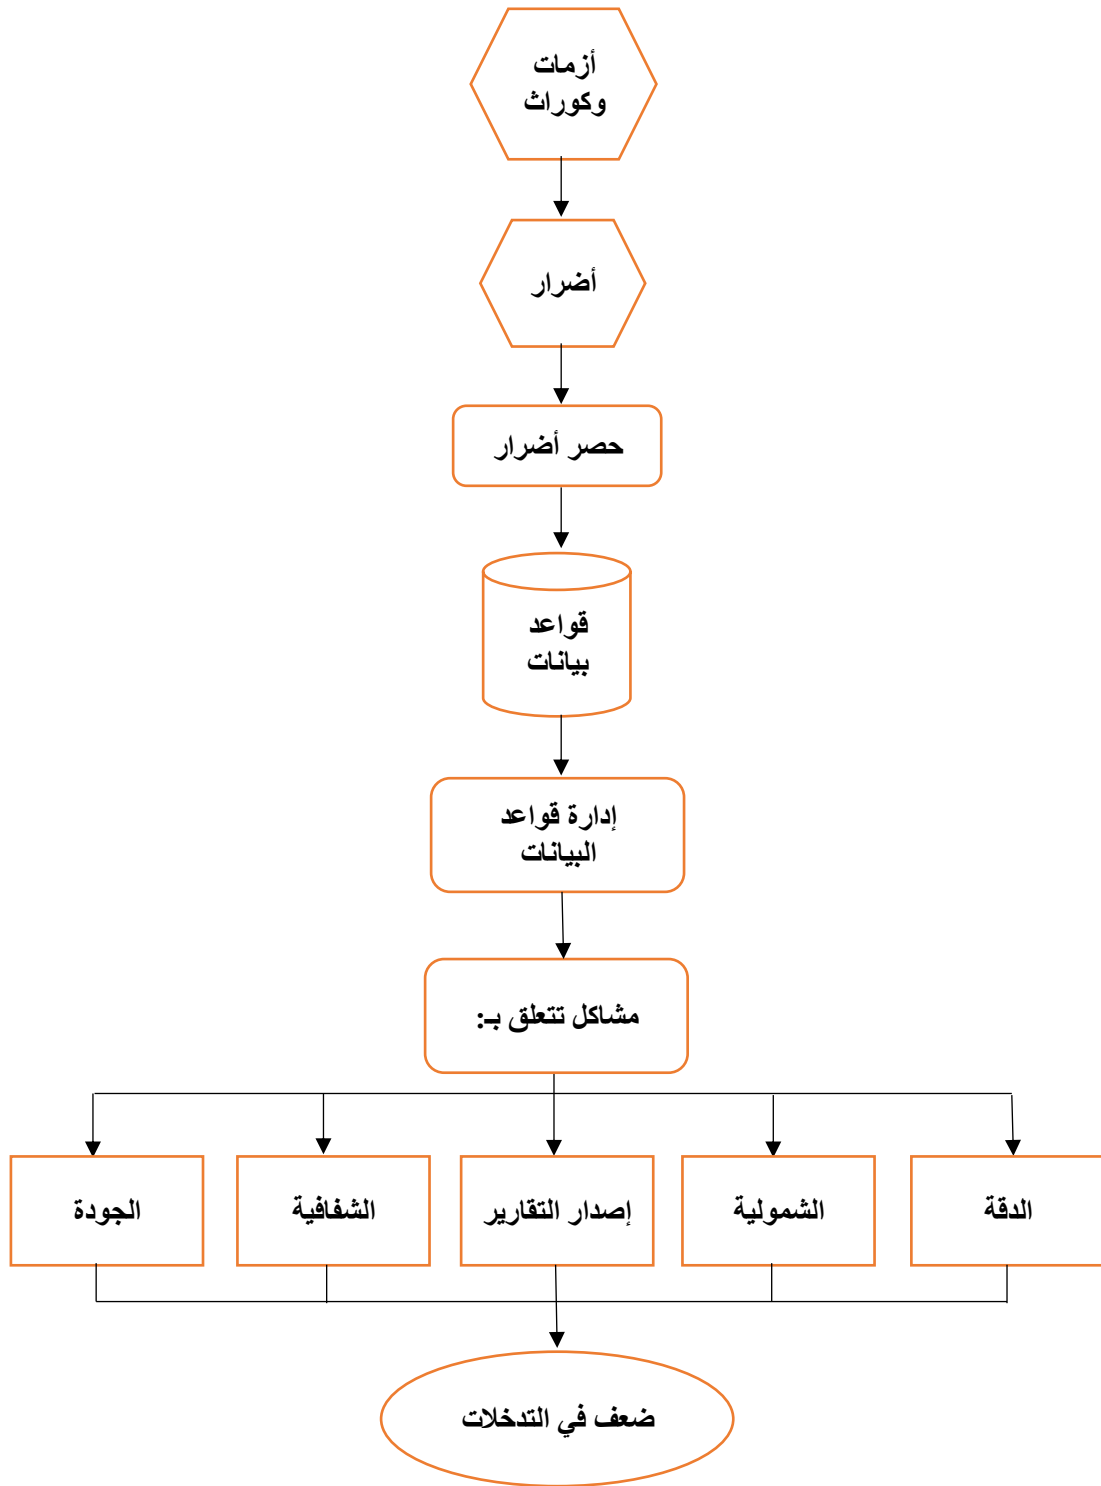 أزمات
وكوراث
أضرار
حصر أضرار
قواعد
بيانات
إدارة قواعد
البيانات
مشاكل تتعلق بـ:
الدقة
الشمولية
إصدار التقارير
الشفافية
الجودة
ضعف في التدخلات